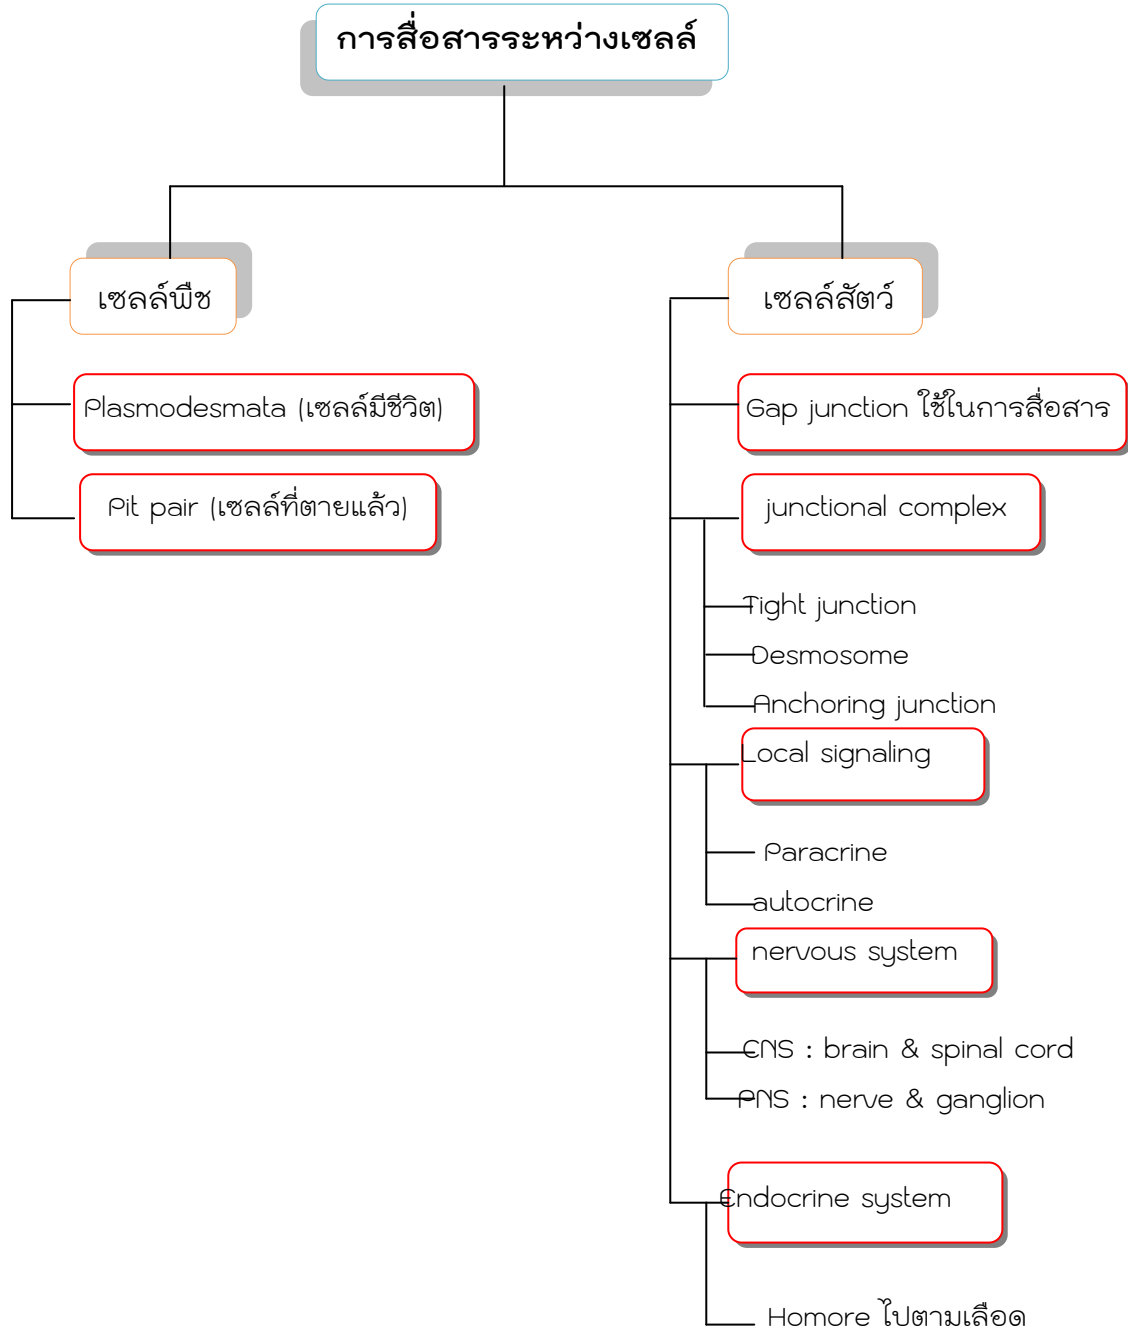 การสื่อสารระหว่างเซลล์
เซลล์พืช
Plasmodesmata (เซลล์มีชีวิต)
Pit pair (เซลล์ที่ตายแล้ว)
เซลล์สัตว์
Gap junction ใช้ในการสื่อสาร
junctional complex
Tight junction
Desmosome
Anchoring junction
Local signaling
Paracrine
autocrine
nervous system
CNS : brain & spinal cord
PNS : nerve & ganglion
Endocrine system
Homore ไปตามเลือด